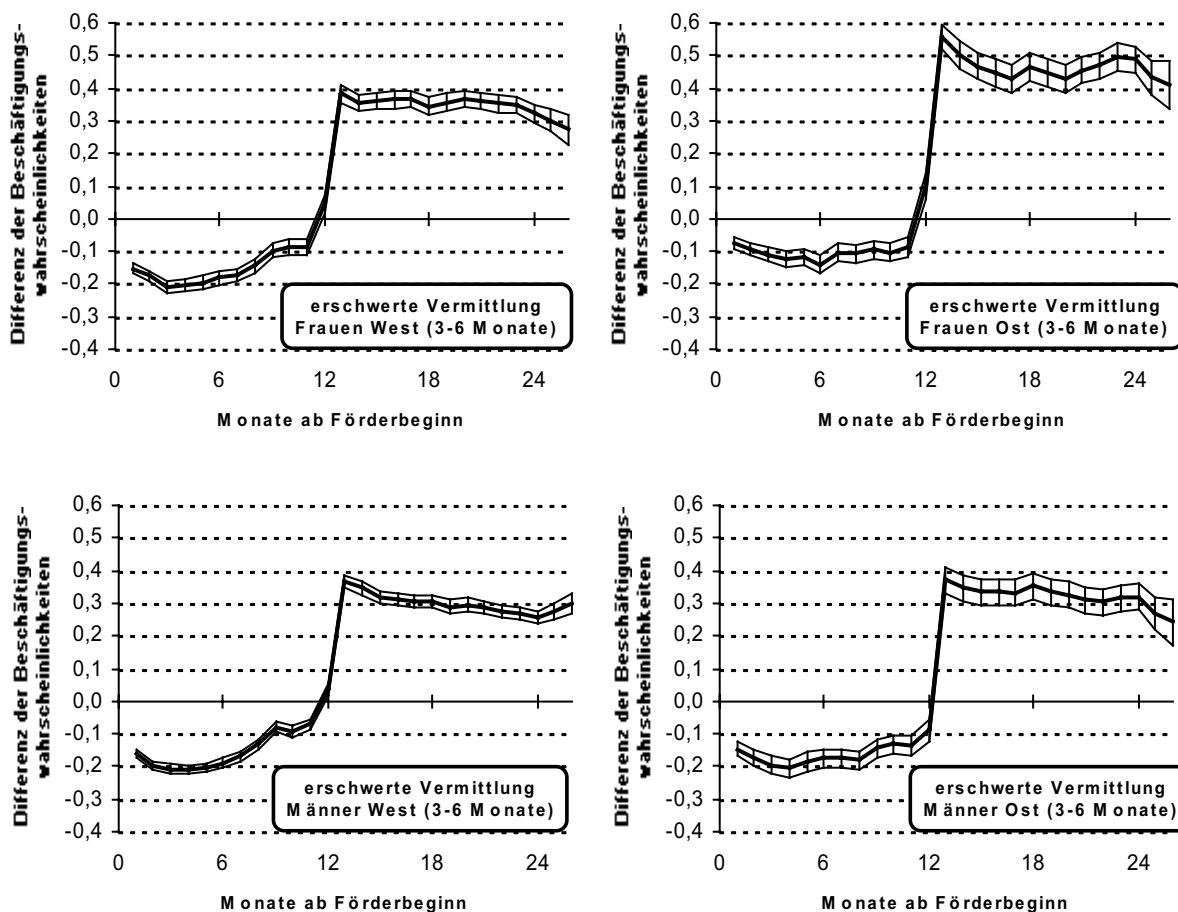 Differenz der Beschäftigungs-
wahrscheinlichkeiten
0,6
0,5
0,4
0,3
0,2
0,1
0,0
-0,1
-0,2
-0,3
-0,4
0 6 12 18 24
erschwerte Vermittlung
Frauen West (3-6 Monate)
Monate ab Förderbeginn
Differenz der Beschäftigungs-
wahrscheinlichkeiten
0,6
0,5
0,4
0,3
0,2
0,1
0,0
-0,1
-0,2
-0,3
-0,4
0 6 12 18 24
erschwerte Vermittlung
Frauen Ost (3-6 Monate)
Monate ab Förderbeginn
Differenz der Beschäftigungs-
wahrscheinlichkeiten
0,6
0,5
0,4
0,3
0,2
0,1
0,0
-0,1
-0,2
-0,3
-0,4
0 6 12 18 24
erschwerte Vermittlung
Männer West (3-6 Monate)
Monate ab Förderbeginn
Differenz der Beschäftigungs-
wahrscheinlichkeiten
0,6
0,5
0,4
0,3
0,2
0,1
0,0
-0,1
-0,2
-0,3
-0,4
0 6 12 18 24
erschwerte Vermittlung
Männer Ost (3-6 Monate)
Monate ab Förderbeginn